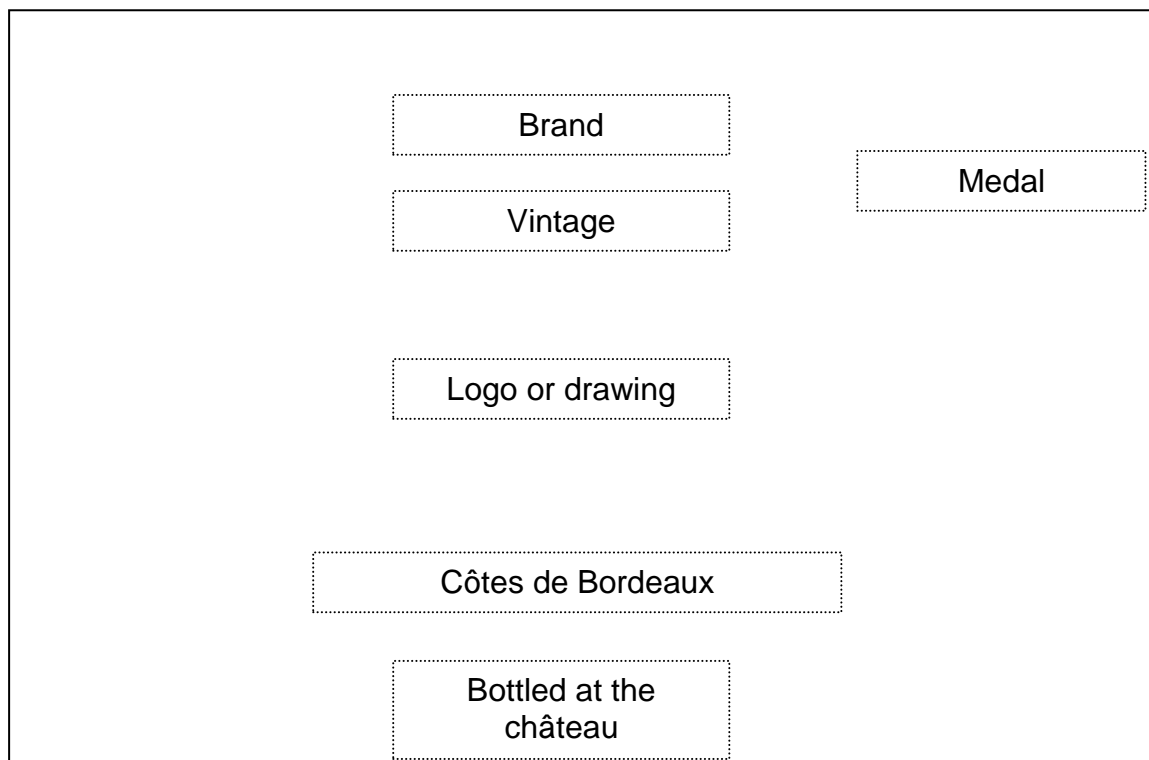 Brand
Medal
Vintage
Logo or drawing
Côtes de Bordeaux
Bottled at the
château